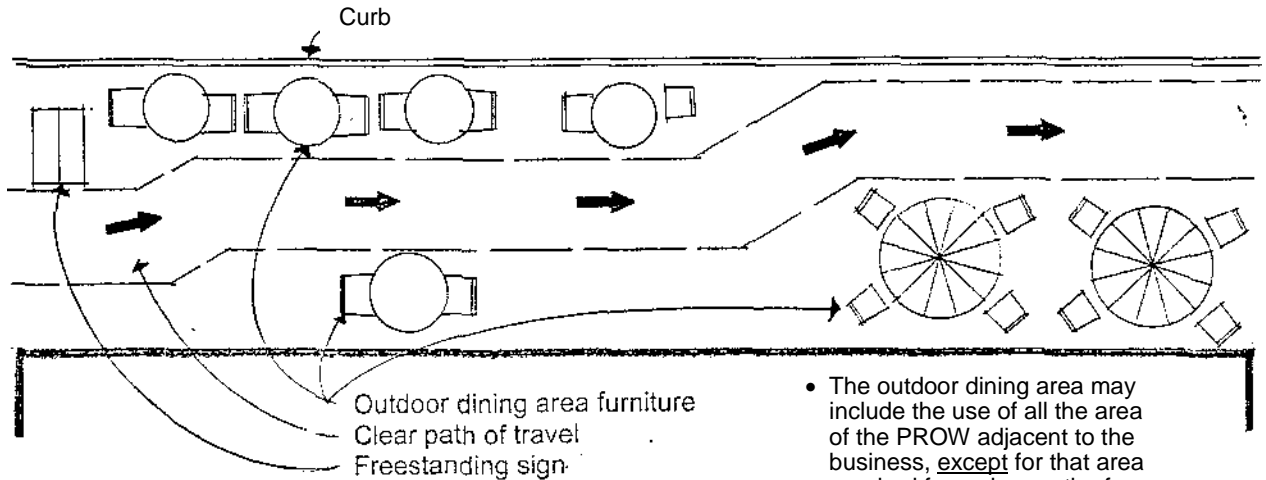 Curb
Outdoor dining area furniture
Clear path of travel
Freestanding sign
• The outdoor dining area may
include the use of all the area
of the PROW adjacent to the
business, except for that area